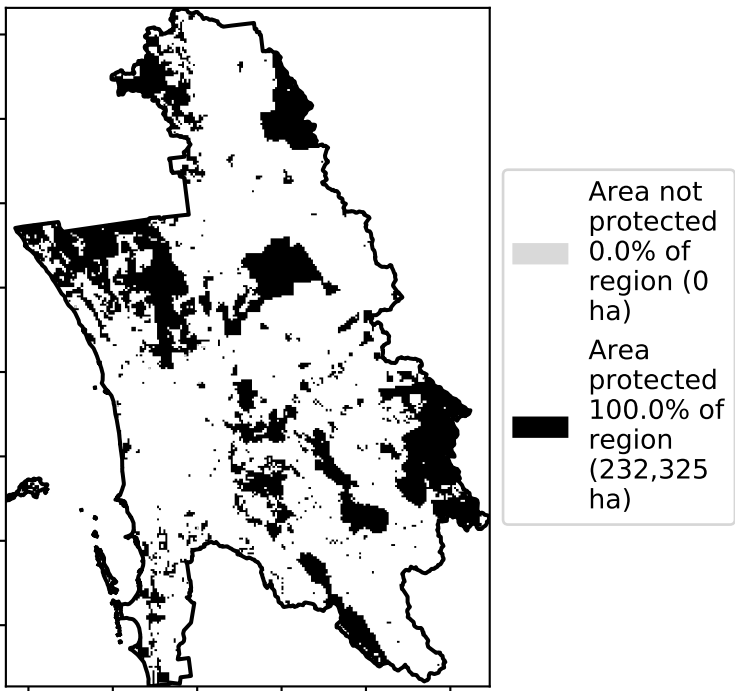 Area not
protected
0.0% of
region (0
ha)
Area
protected
100.0% of
region
(232,325
ha)